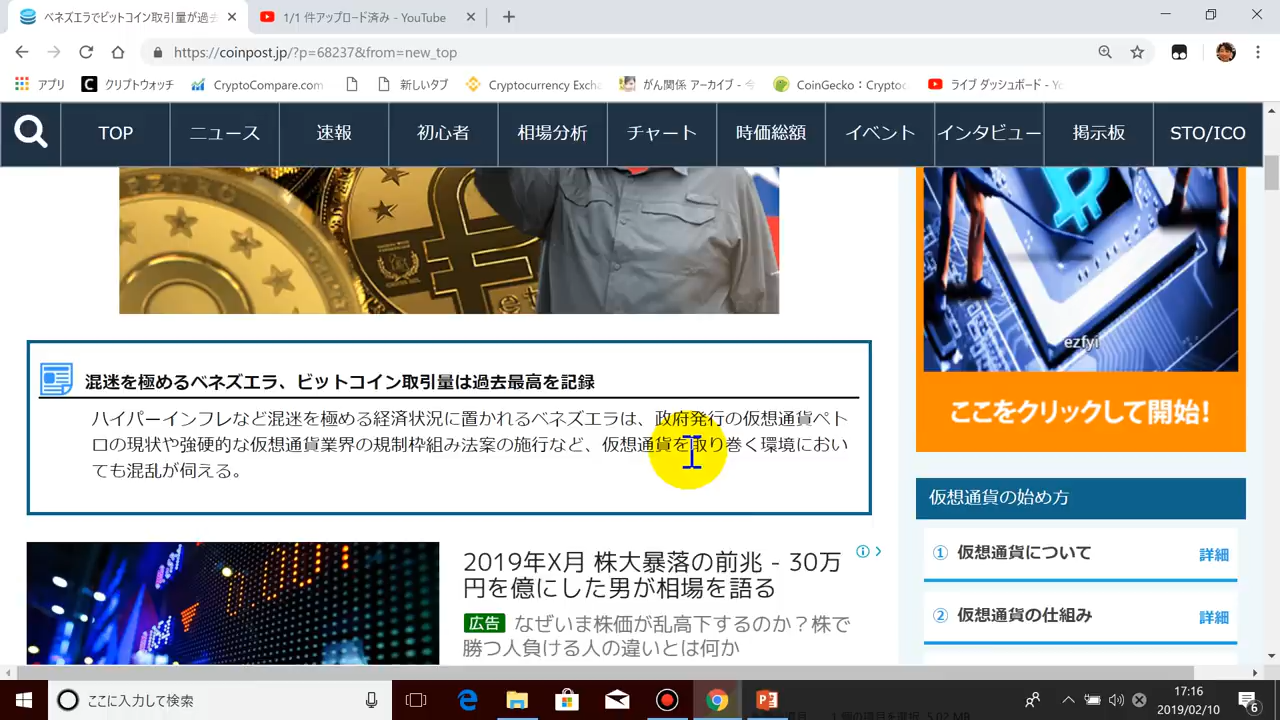 ベネズエラでビットコイン取引量が過去
1/1 件アップロード済み - YouTube
https://coinpost.jp/?p=68237&from=new_top
アプリ
クリプトウォッチ
CryptoCompare.com
新しいタブ
Cryptocurrency Excha
がん関係 アーカイブ - 今
CoinGecko：Cryptoc
ライブ ダッシュボード - Yo
TOP
ニュース
速報
初心者
相場分析
チャート
時価総額
イベント
インタビュー
掲示板
STO/ICO
ezfyi
ここをクリックして開始!
混迷を極めるベネズエラ、ビットコイン取引量は過去最高を記録
ハイパーインフレなど混迷を極める経済状況に置かれるベネズエラは、政府発行の仮想通貨ペト
ロの現状や強硬的な仮想通貨業界の規制枠組み法案の施行など、仮想通貨を取り巻く環境におい
ても混乱が伺える。
仮想通貨の始め方
① 仮想通貨について 詳細
② 仮想通貨の仕組み 詳細
2019年X月 株大暴落の前兆 - 30万
円を億にした男が相場を語る
広告 なぜいま株価が乱高下するのか？株で
勝つ人負ける人の違いとは何か
ここに入力して検索
17:16
2019/02/10
6